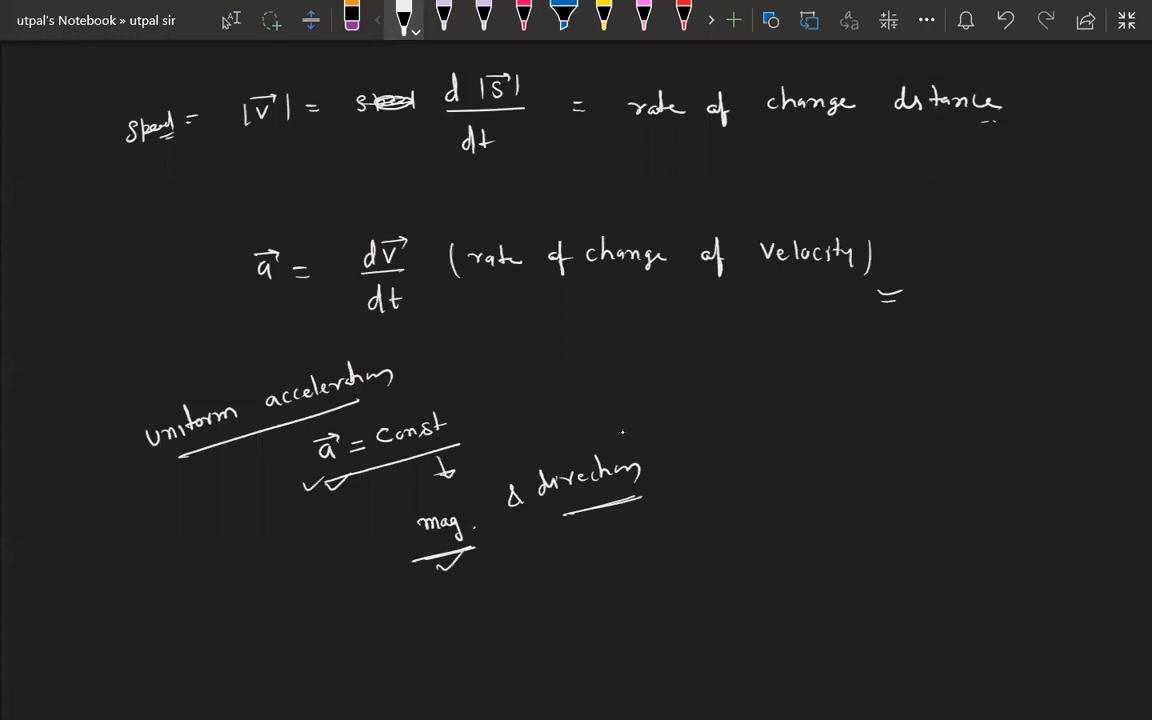 utpal's Notebook » utpal sir
speed = |v⃗| = d |s⃗| / dt = rate of change distance
a⃗ = dv⃗ / dt (rate of change of velocity)
uniform acceleration
a⃗ = const
mag. & direction